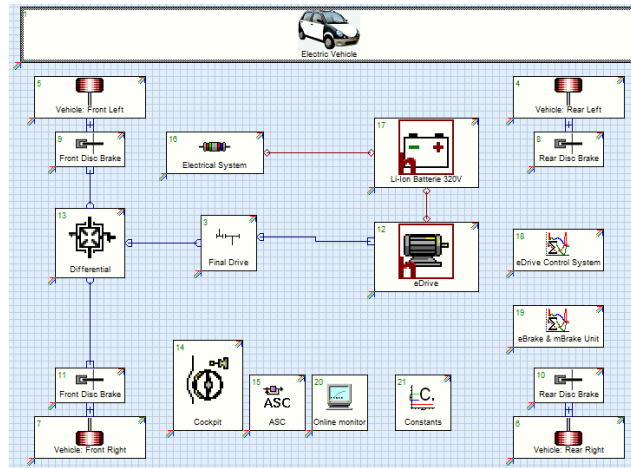 1
Electric Vehicle
5
Vehicle: Front Left
4
Vehicle: Rear Left
9
Front Disc Brake
16
Electrical System
17
Li-Ion Batterie 320V
8
Rear Disc Brake
13
Differential
3
Final Drive
12
eDrive
18
eDrive Control System
19
eBrake & mBrake Unit
11
Front Disc Brake
14
Cockpit
15
ASC
ASC
20
Online monitor
21
C.
Constants
10
Rear Disc Brake
7
Vehicle: Front Right
6
Vehicle: Rear Right